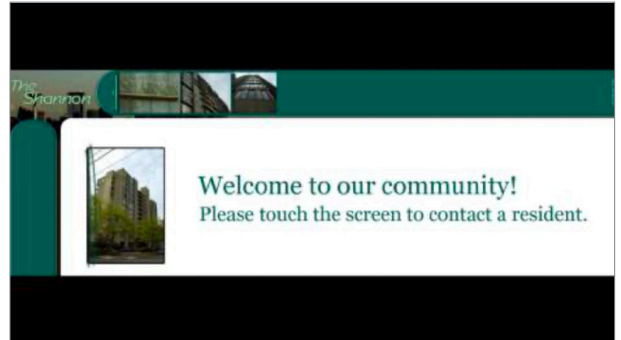 The
Shannon
Welcome to our community!
Please touch the screen to contact a resident.